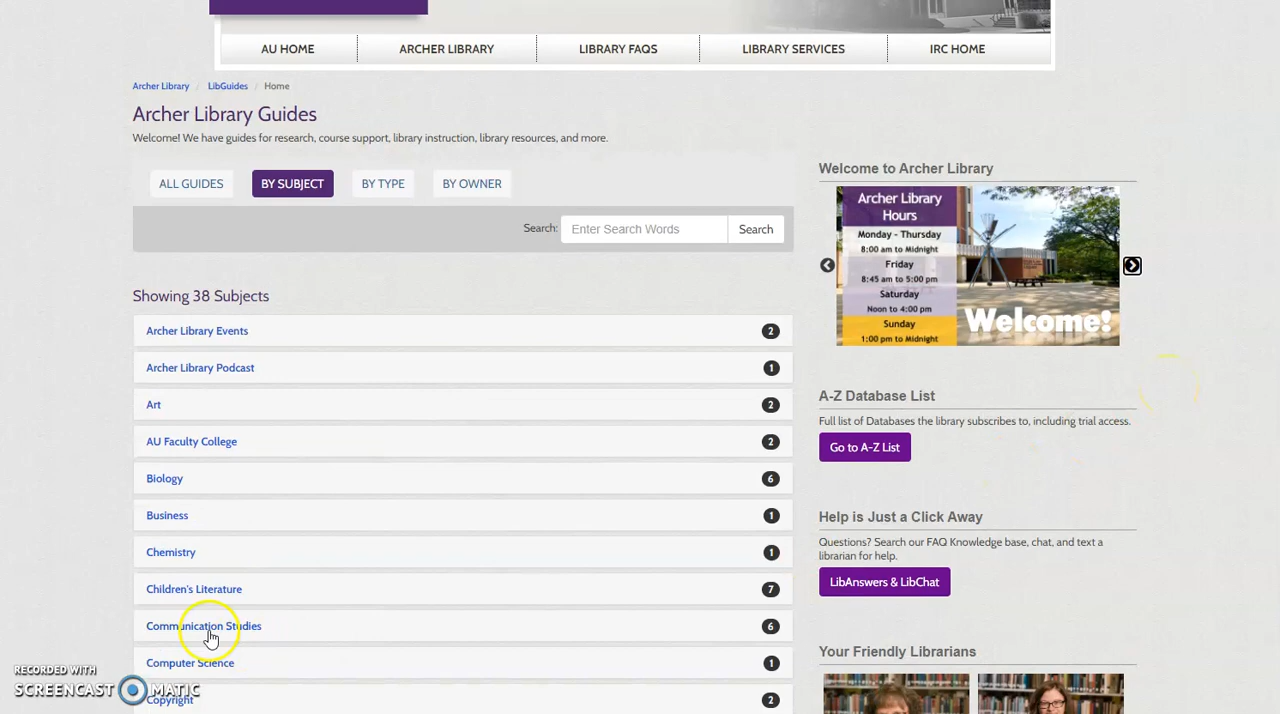 AU HOME
ARCHER LIBRARY
LIBRARY FAQS
LIBRARY SERVICES
IRC HOME
Archer Library / LibGuides / Home
Archer Library Guides
Welcome! We have guides for research, course support, library instruction, library resources, and more.
ALL GUIDES
BY SUBJECT
BY TYPE
BY OWNER
Search: Enter Search Words Search
Showing 38 Subjects
Archer Library Events 2
Archer Library Podcast 1
Art 2
AU Faculty College 2
Biology 6
Business 1
Chemistry 1
Children's Literature 7
Communication Studies 6
Computer Science 1
Copyright 2
Welcome to Archer Library
Archer Library
Hours
Monday - Thursday
8:00 am to Midnight
Friday
8:45 am to 5:00 pm
Saturday
Noon to 4:00 pm
Sunday
1:00 pm to Midnight
Welcome!
A-Z Database List
Full list of Databases the library subscribes to, including trial access.
Go to A-Z List
Help is Just a Click Away
Questions? Search our FAQ Knowledge base, chat, and text a
librarian for help.
LibAnswers & LibChat
Your Friendly Librarians
RECORDED WITH
SCREENCAST MATIC